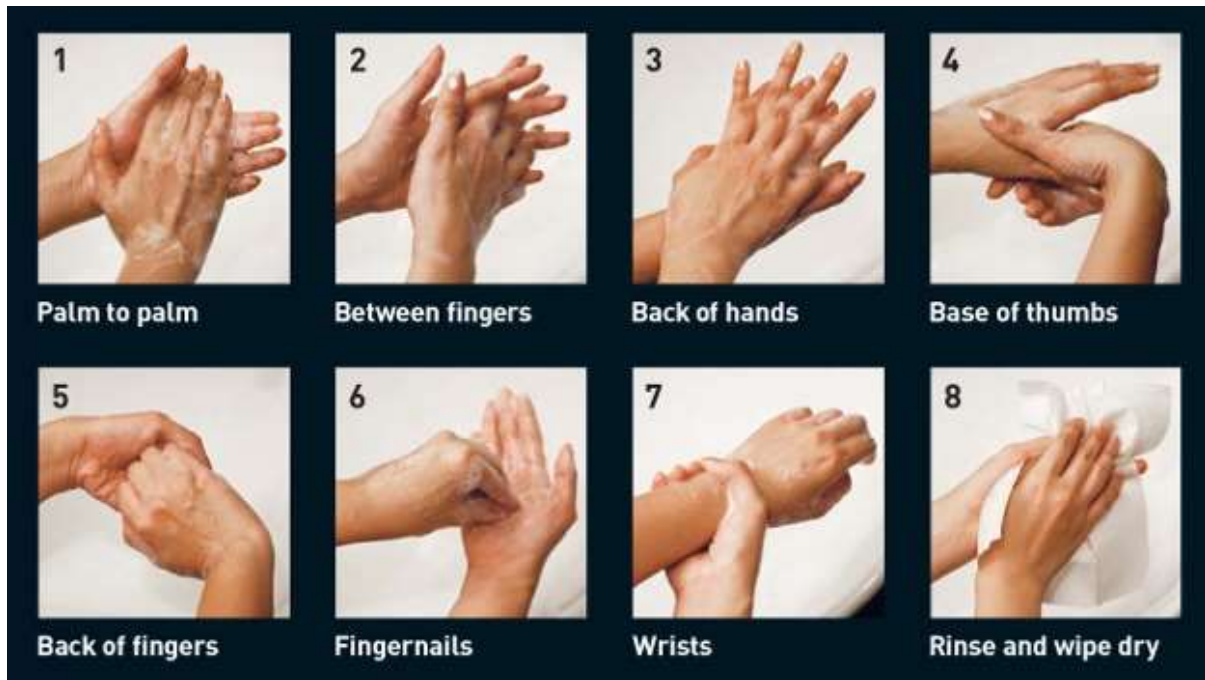 1
2
3
4
Palm to palm
Between fingers
Back of hands
Base of thumbs
5
6
7
8
Back of fingers
Fingernails
Wrists
Rinse and wipe dry